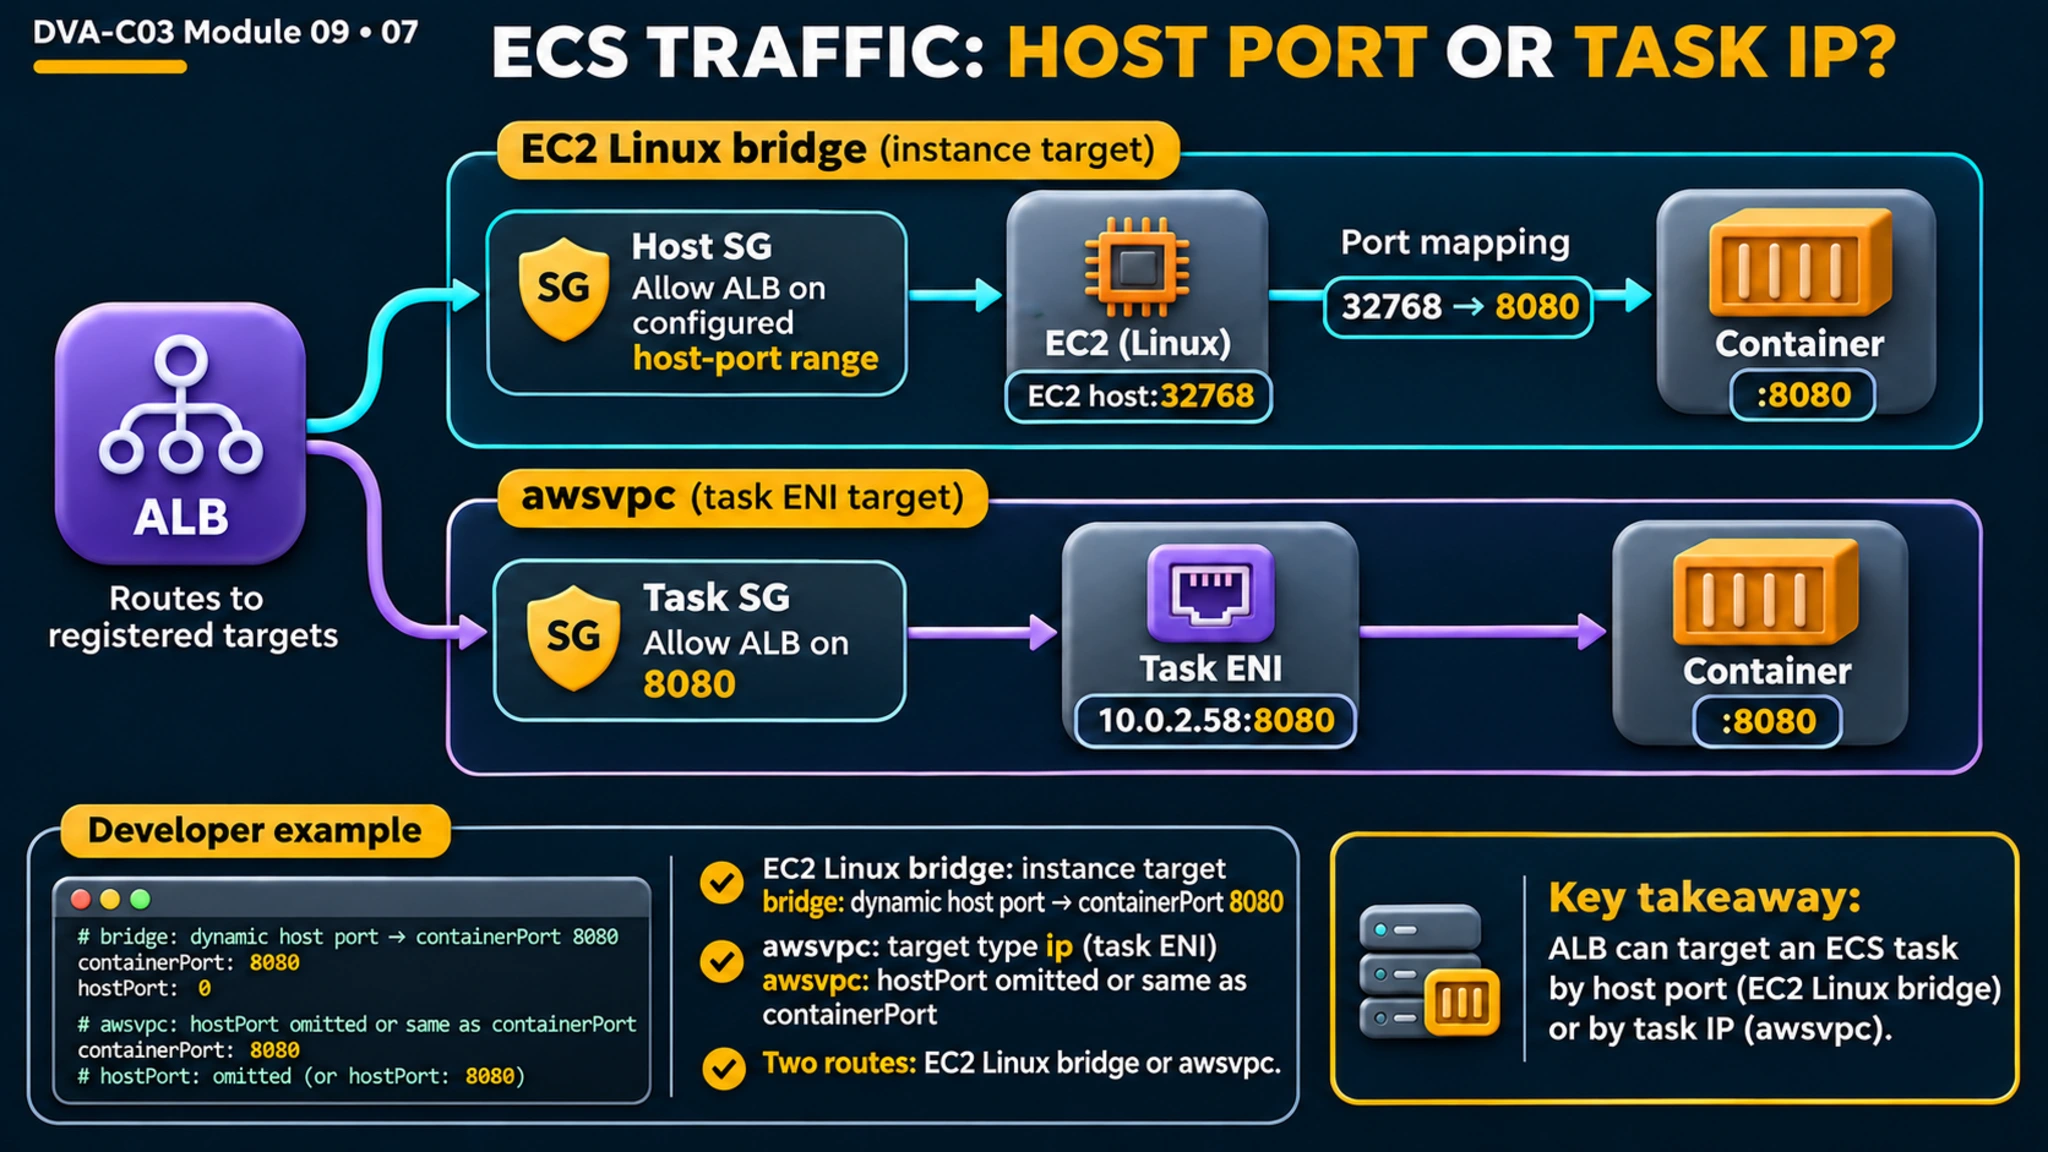 DVA-C03 Module 09 • 07
ECS TRAFFIC: HOST PORT OR TASK IP?
EC2 Linux bridge (instance target)
SG
Host SG
Allow ALB on
configured
host-port range
EC2 (Linux)
EC2 host:32768
Port mapping
32768 → 8080
Container
:8080
ALB
Routes to
registered targets
awsvpc (task ENI target)
SG
Task SG
Allow ALB on
8080
Task ENI
10.0.2.58:8080
Container
:8080
Developer example
# bridge: dynamic host port → containerPort 8080
containerPort: 8080
hostPort: 0
# awsvpc: hostPort omitted or same as containerPort
containerPort: 8080
# hostPort: omitted (or hostPort: 8080)
EC2 Linux bridge: instance target
bridge: dynamic host port → containerPort 8080
awsvpc: target type ip (task ENI)
awsvpc: hostPort omitted or same as
containerPort
Two routes: EC2 Linux bridge or awsvpc.
Key takeaway:
ALB can target an ECS task
by host port (EC2 Linux bridge)
or by task IP (awsvpc).